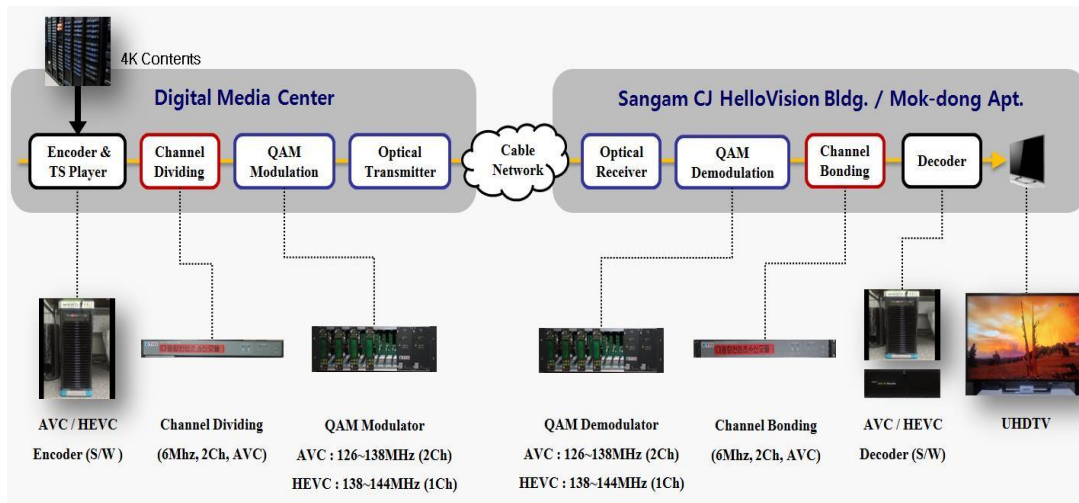 4K Contents
Digital Media Center
Sangam CJ HelloVision Bldg. / Mok-dong Apt.
Encoder &
TS Player
Channel
Dividing
QAM
Modulation
Optical
Transmitter
Cable
Network
Optical
Receiver
QAM
Demodulation
Channel
Bonding
Decoder
AVC / HEVC
Encoder (S/W )
Channel Dividing
(6Mhz, 2Ch, AVC)
QAM Modulator
AVC : 126~138MHz (2Ch)
HEVC : 138~144MHz (1Ch)
QAM Demodulator
AVC : 126~138MHz (2Ch)
HEVC : 138~144MHz (1Ch)
Channel Bonding
(6Mhz, 2Ch, AVC)
AVC / HEVC
Decoder (S/W)
UHDTV